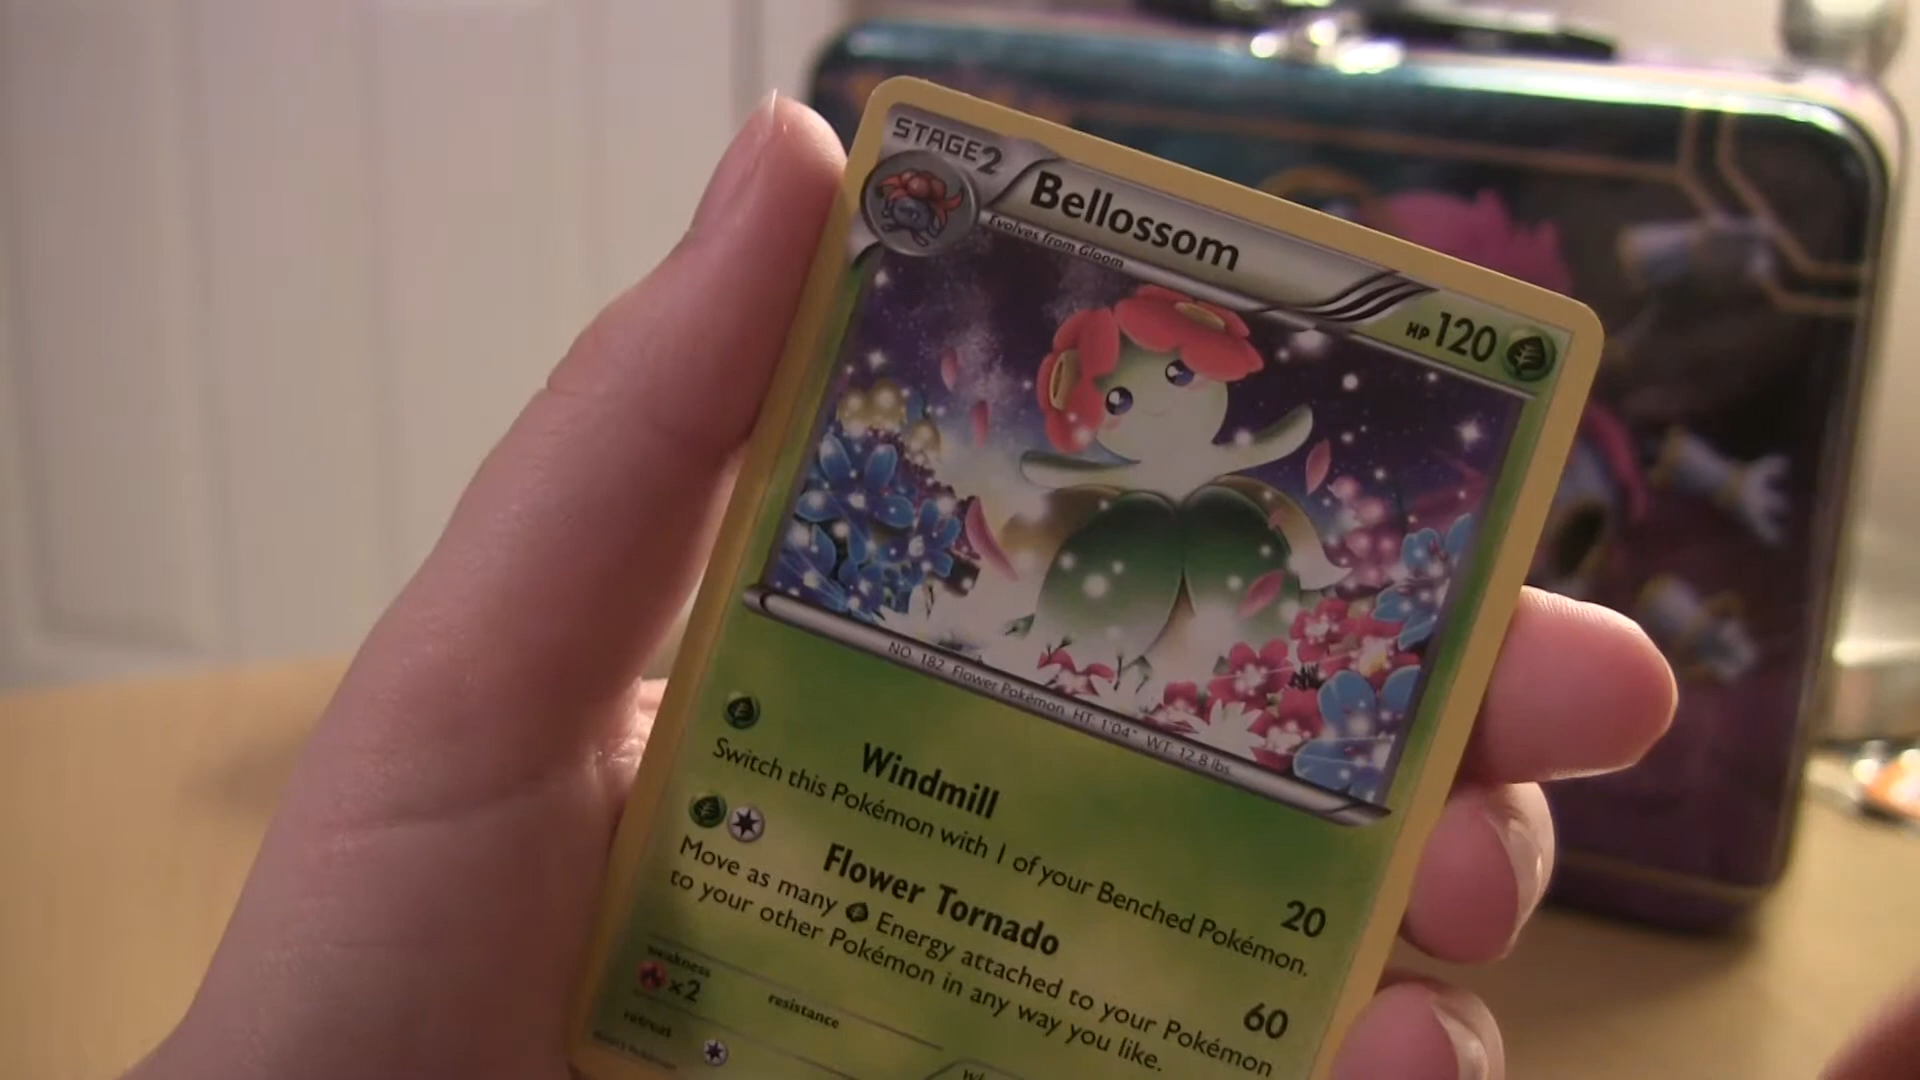 STAGE2
Bellossom
Evolves from Gloom
HP 120
NO. 182 Flower Pokémon HT: 1'04" WT: 12.8 lbs.
Windmill 20
Switch this Pokémon with 1 of your Benched Pokémon.
Flower Tornado 60
Move as many Energy attached to your Pokémon
to your other Pokémon in any way you like.
weakness
×2
resistance
retreat